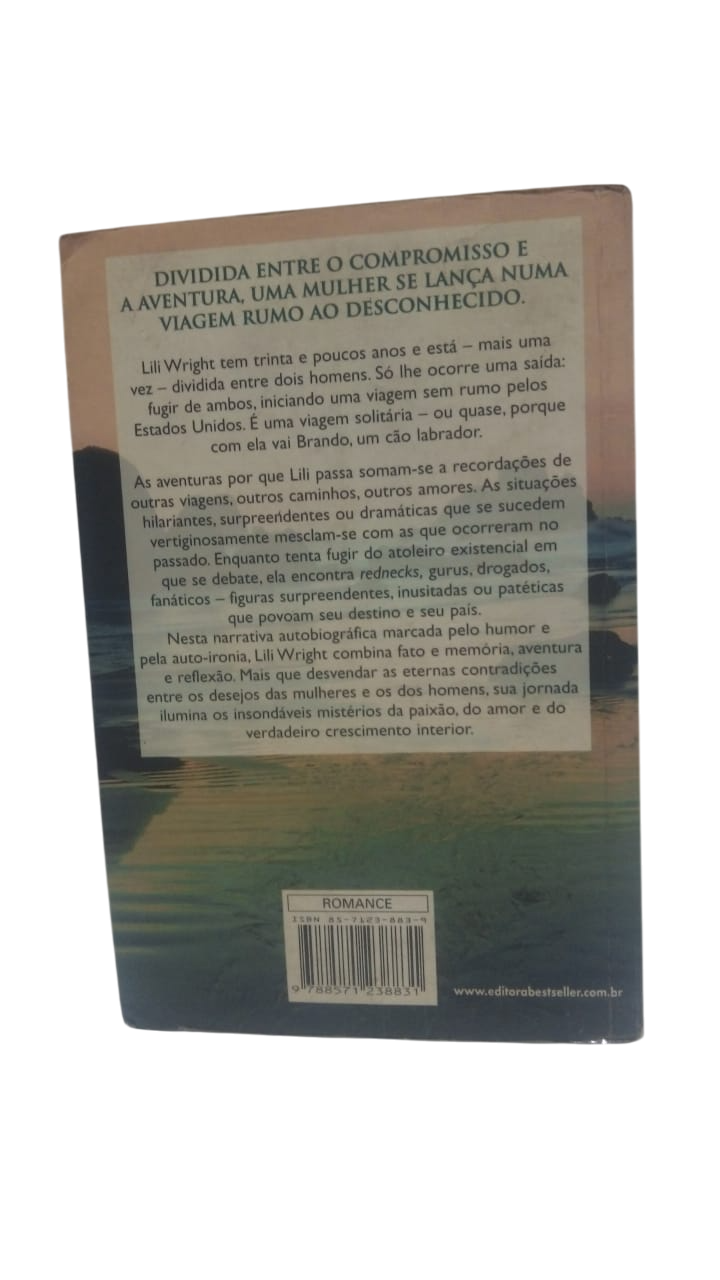 DIVIDIDA ENTRE O COMPROMISSO E
A AVENTURA, UMA MULHER SE LANÇA NUMA
VIAGEM RUMO AO DESCONHECIDO.
Lili Wright tem trinta e poucos anos e está – mais uma
vez – dividida entre dois homens. Só lhe ocorre uma saída:
fugir de ambos, iniciando uma viagem sem rumo pelos
Estados Unidos. É uma viagem solitária – ou quase, porque
com ela vai Brando, um cão labrador.
As aventuras por que Lili passa somam-se a recordações de
outras viagens, outros caminhos, outros amores. As situações
hilariantes, surpreendentes ou dramáticas que se sucedem
vertiginosamente mesclam-se com as que ocorreram no
passado. Enquanto tenta fugir do atoleiro existencial em
que se debate, ela encontra rednecks, gurus, drogados,
fanáticos – figuras surpreendentes, inusitadas ou patéticas
que povoam seu destino e seu país.
Nesta narrativa autobiográfica marcada pelo humor e
pela auto-ironia, Lili Wright combina fato e memória, aventura
e reflexão. Mais que desvendar as eternas contradições
entre os desejos das mulheres e os dos homens, sua jornada
ilumina os insondáveis mistérios da paixão, do amor e do
verdadeiro crescimento interior.
ROMANCE
ISBN 85-7123-883-9
9 788571 238831
www.editorabestseller.com.br